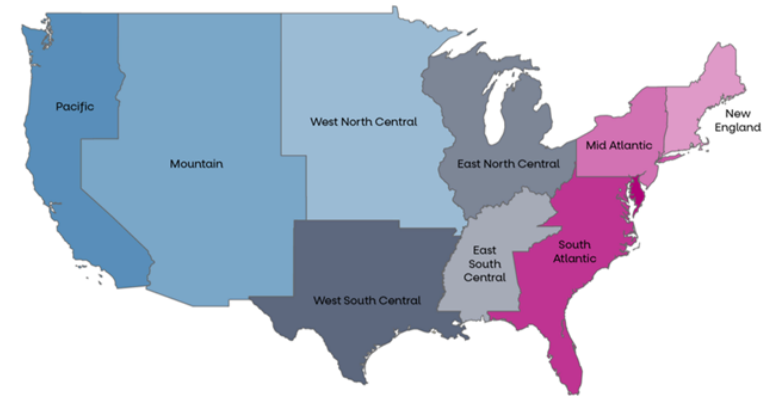 Pacific
Mountain
West North Central
East North Central
Mid Atlantic
New
England
West South Central
East
South
Central
South
Atlantic